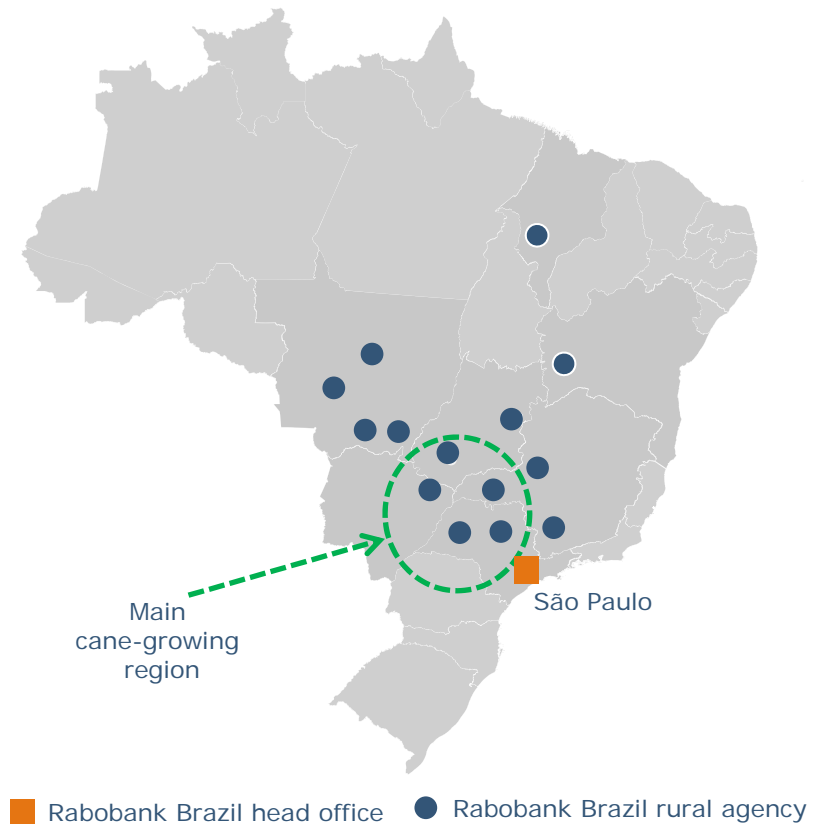 São Paulo
Main
cane-growing
region
Rabobank Brazil head office
Rabobank Brazil rural agency